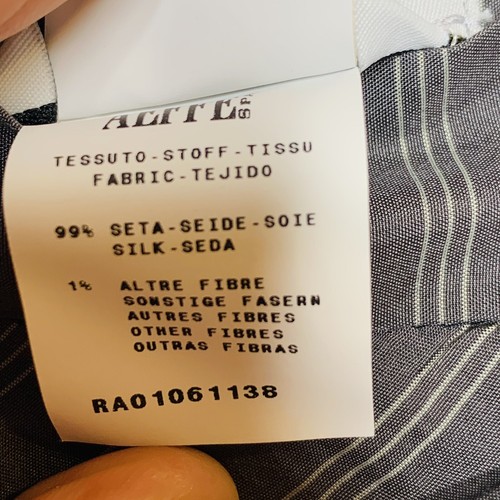 TESSUTO-STOFF-TISSU
FABRIC-TEJIDO
99% SETA-SEIDE-SOIE
SILK-SEDA
1% ALTRE FIBRE
SONSTIGE FASERN
AUTRES FIBRES
OTHER FIBRES
OUTRAS FIBRAS
RA01061138